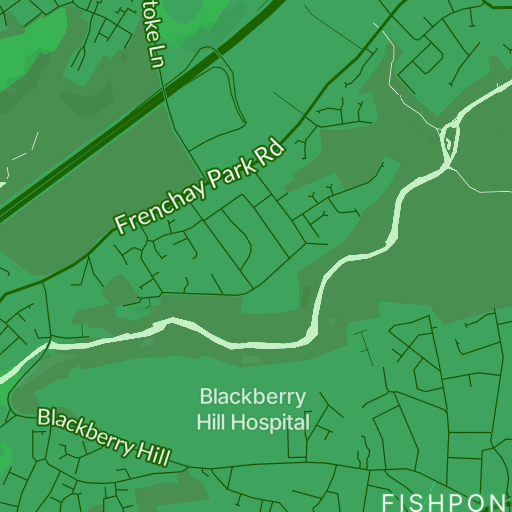 toke Ln
Frenchay Park Rd
Blackberry
Hill Hospital
Blackberry Hill
FISHPON